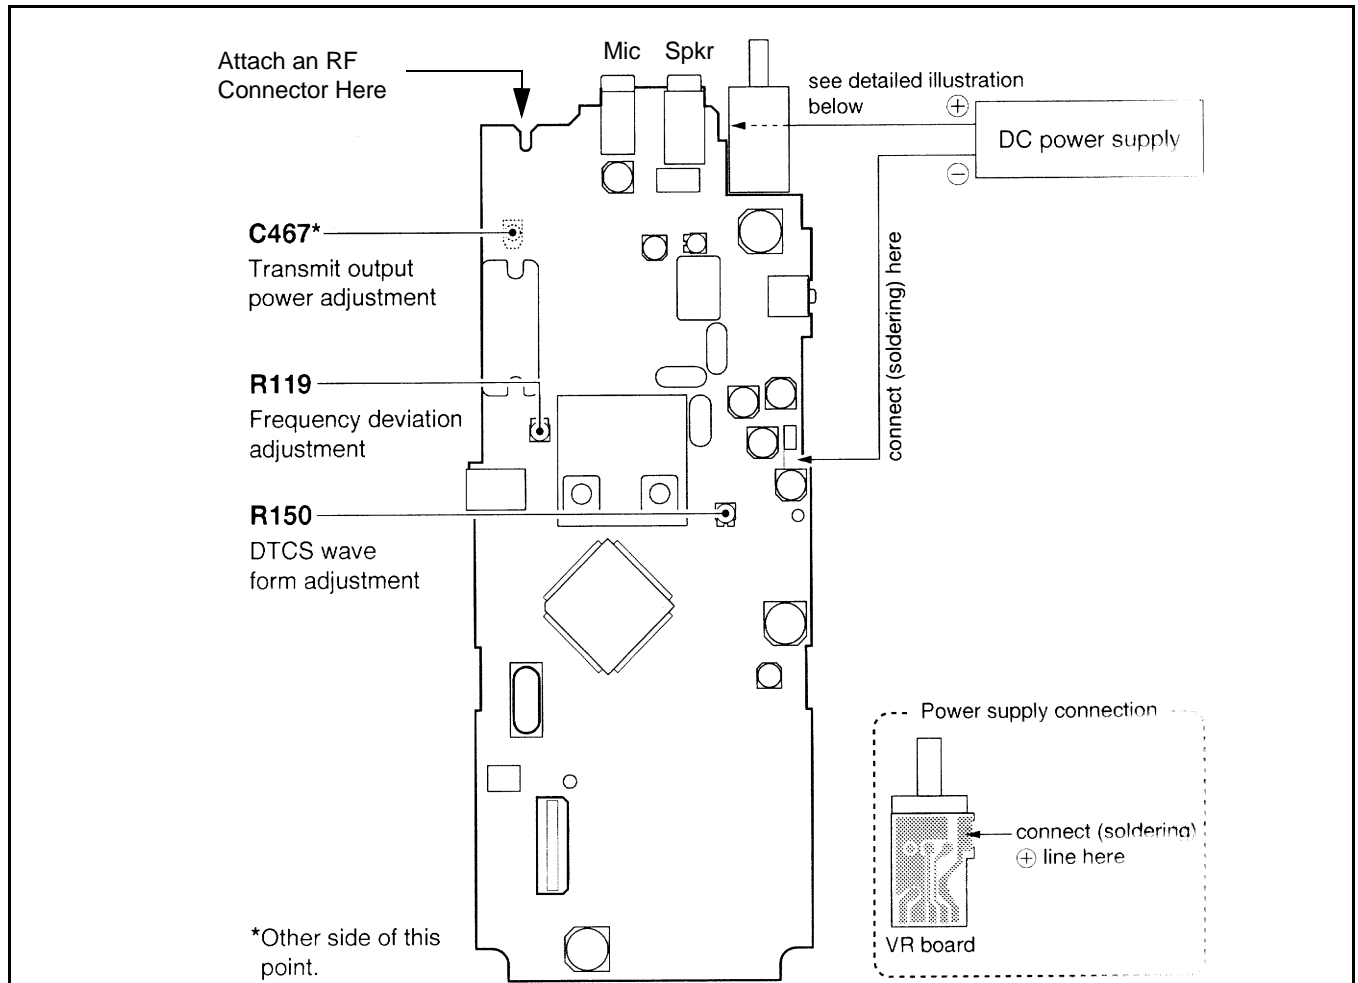 Attach an RF
Connector Here
Mic
Spkr
see detailed illustration
below
⊕
DC power supply
⊖
connect (soldering) here
C467*
Transmit output
power adjustment
R119
Frequency deviation
adjustment
R150
DTCS wave
form adjustment
Power supply connection
connect (soldering)
⊕ line here
VR board
*Other side of this
point.